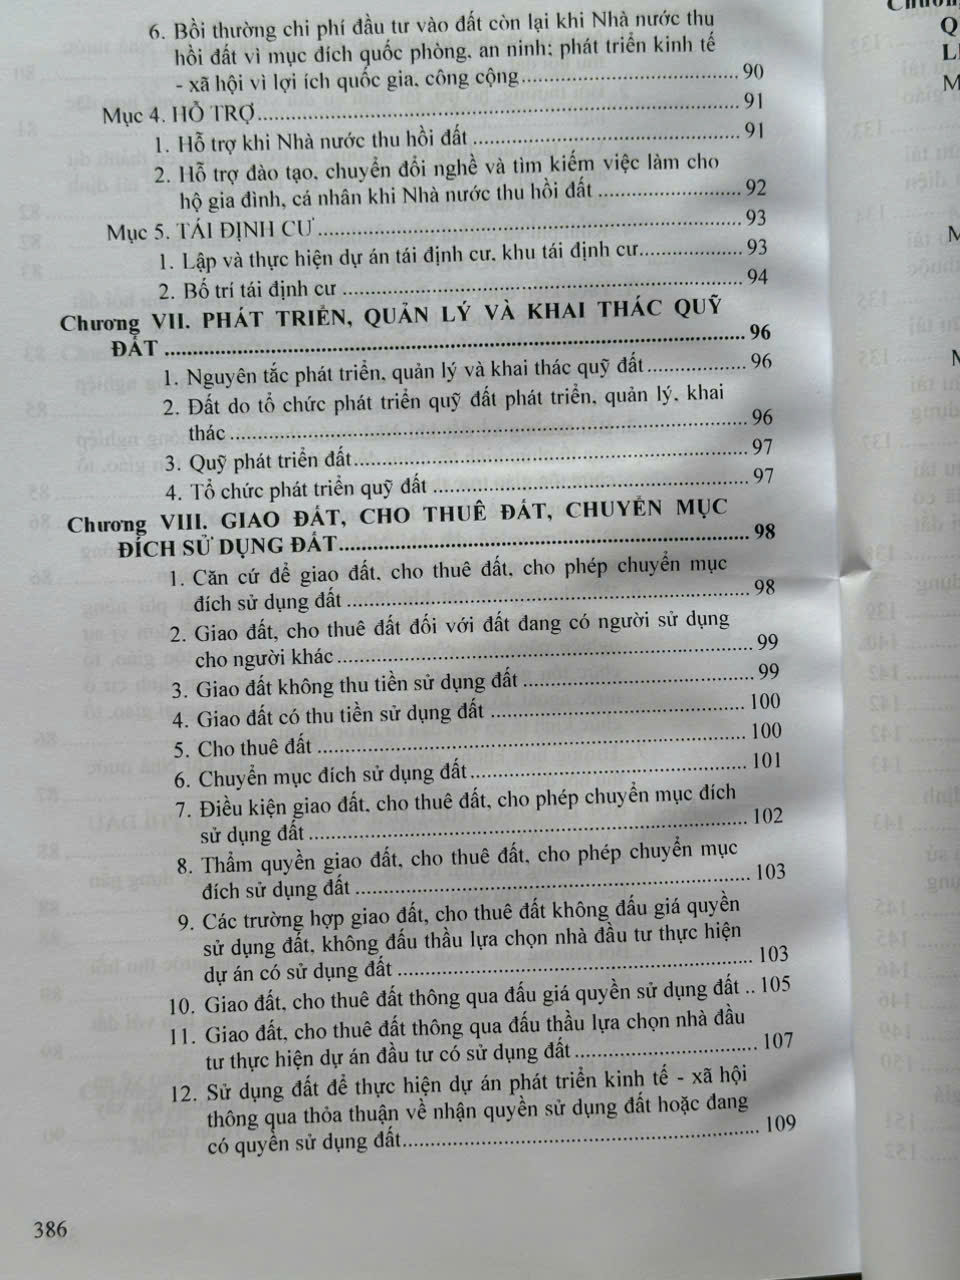 6. Bồi thường chi phí đầu tư vào đất còn lại khi Nhà nước thu
hồi đất vì mục đích quốc phòng, an ninh; phát triển kinh tế
- xã hội vì lợi ích quốc gia, công cộng 90
Mục 4. HỖ TRỢ 91
1. Hỗ trợ khi Nhà nước thu hồi đất 91
2. Hỗ trợ đào tạo, chuyển đổi nghề và tìm kiếm việc làm cho
hộ gia đình, cá nhân khi Nhà nước thu hồi đất 92
Mục 5. TÁI ĐỊNH CƯ 93
1. Lập và thực hiện dự án tái định cư, khu tái định cư 93
2. Bố trí tái định cư 94
Chương VII. PHÁT TRIỂN, QUẢN LÝ VÀ KHAI THÁC QUỸ
ĐẤT 96
1. Nguyên tắc phát triển, quản lý và khai thác quỹ đất 96
2. Đất do tổ chức phát triển quỹ đất phát triển, quản lý, khai
thác 96
3. Quỹ phát triển đất 97
4. Tổ chức phát triển quỹ đất 97
Chương VIII. GIAO ĐẤT, CHO THUÊ ĐẤT, CHUYỂN MỤC
ĐÍCH SỬ DỤNG ĐẤT 98
1. Căn cứ để giao đất, cho thuê đất, cho phép chuyển mục
đích sử dụng đất 98
2. Giao đất, cho thuê đất đối với đất đang có người sử dụng
cho người khác 99
3. Giao đất không thu tiền sử dụng đất 99
4. Giao đất có thu tiền sử dụng đất 100
5. Cho thuê đất 100
6. Chuyển mục đích sử dụng đất 101
7. Điều kiện giao đất, cho thuê đất, cho phép chuyển mục đích
sử dụng đất 102
8. Thẩm quyền giao đất, cho thuê đất, cho phép chuyển mục
đích sử dụng đất 103
9. Các trường hợp giao đất, cho thuê đất không đấu giá quyền
sử dụng đất, không đấu thầu lựa chọn nhà đầu tư thực hiện
dự án có sử dụng đất 103
10. Giao đất, cho thuê đất thông qua đấu giá quyền sử dụng đất .. 105
11. Giao đất, cho thuê đất thông qua đấu thầu lựa chọn nhà đầu
tư thực hiện dự án đầu tư có sử dụng đất 107
12. Sử dụng đất để thực hiện dự án phát triển kinh tế - xã hội
thông qua thỏa thuận về nhận quyền sử dụng đất hoặc đang
có quyền sử dụng đất 109
386